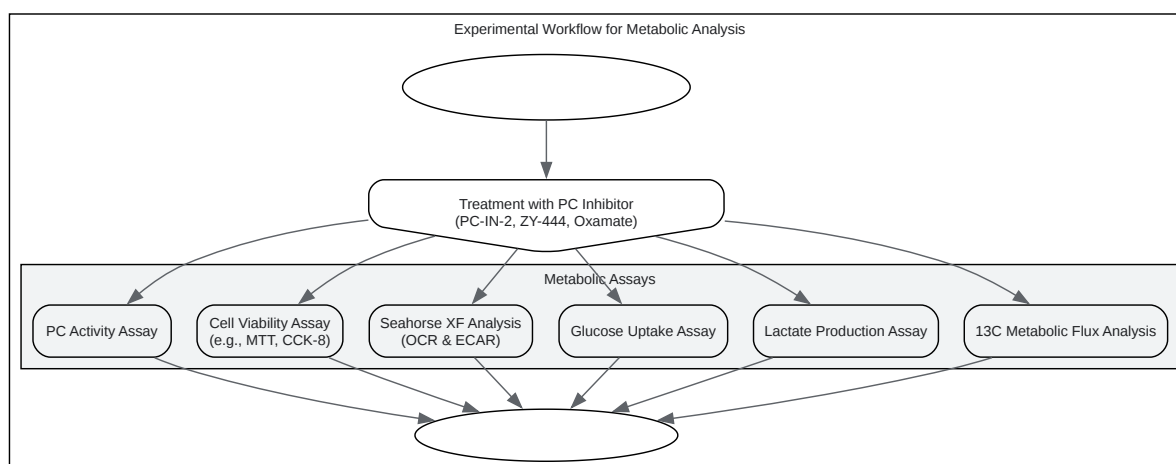 Experimental Workflow for Metabolic Analysis
Treatment with PC Inhibitor
(PC-IN-2, ZY-444, Oxamate)
Metabolic Assays
PC Activity Assay
Cell Viability Assay
(e.g., MTT, CCK-8)
Seahorse XF Analysis
(OCR & ECAR)
Glucose Uptake Assay
Lactate Production Assay
13C Metabolic Flux Analysis